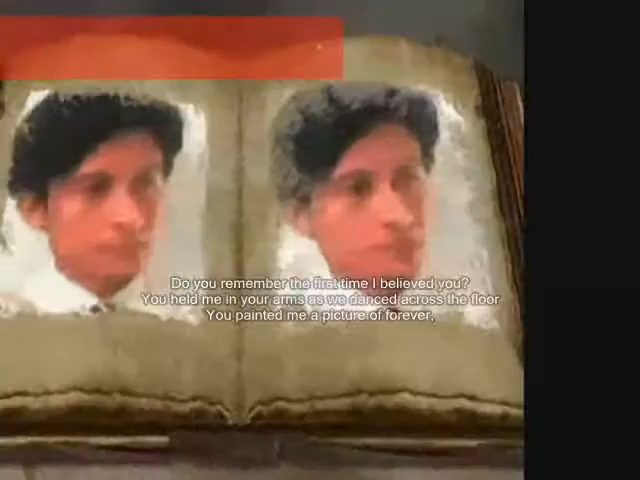 Do you remember the first time I believed you?
You held me in your arms as we danced across the floor
You painted me a picture of forever,